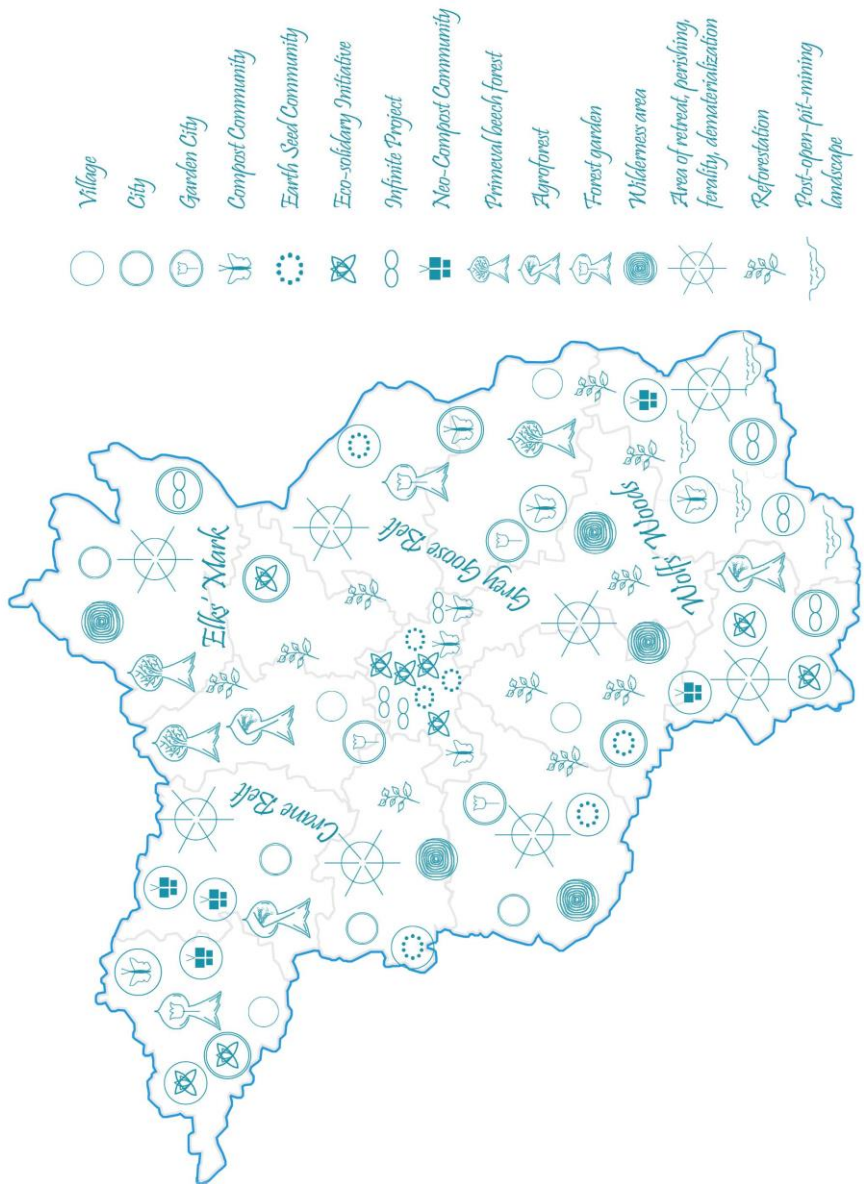 Elks' Mark
Crane Belt
Grey Goose Belt
Wolfs' Woods
Village
City
Garden City
Compost Community
Earth Seed Community
Eco-solidary Initiative
Infinite Project
Neo-Compost Community
Primeval beech forest
Agroforest
Forest garden
Wilderness area
Area of retreat, perishing,
ferality, dematerialization
Reforestation
Post-open-pit-mining
landscape